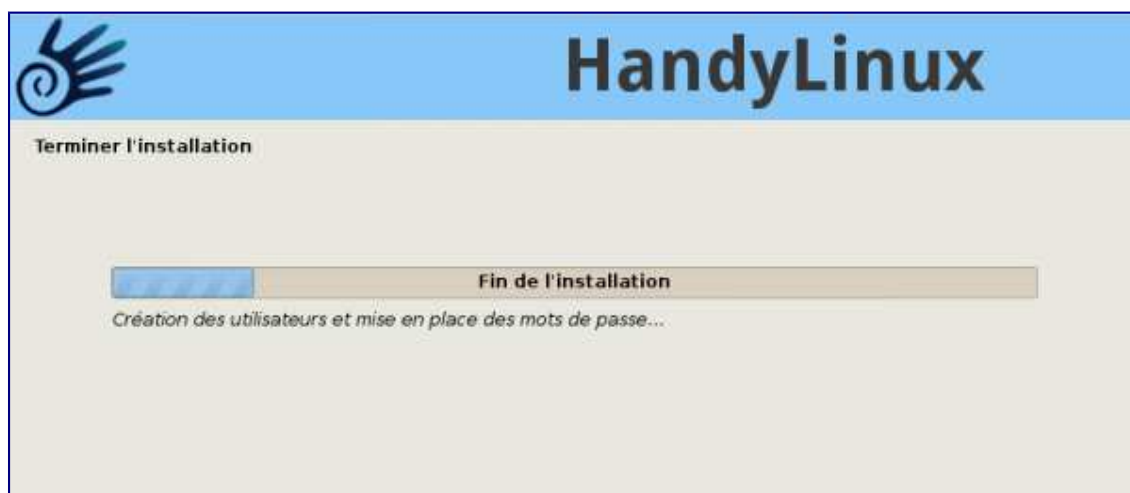 HandyLinux
Terminer l'installation
Fin de l'installation
Création des utilisateurs et mise en place des mots de passe...